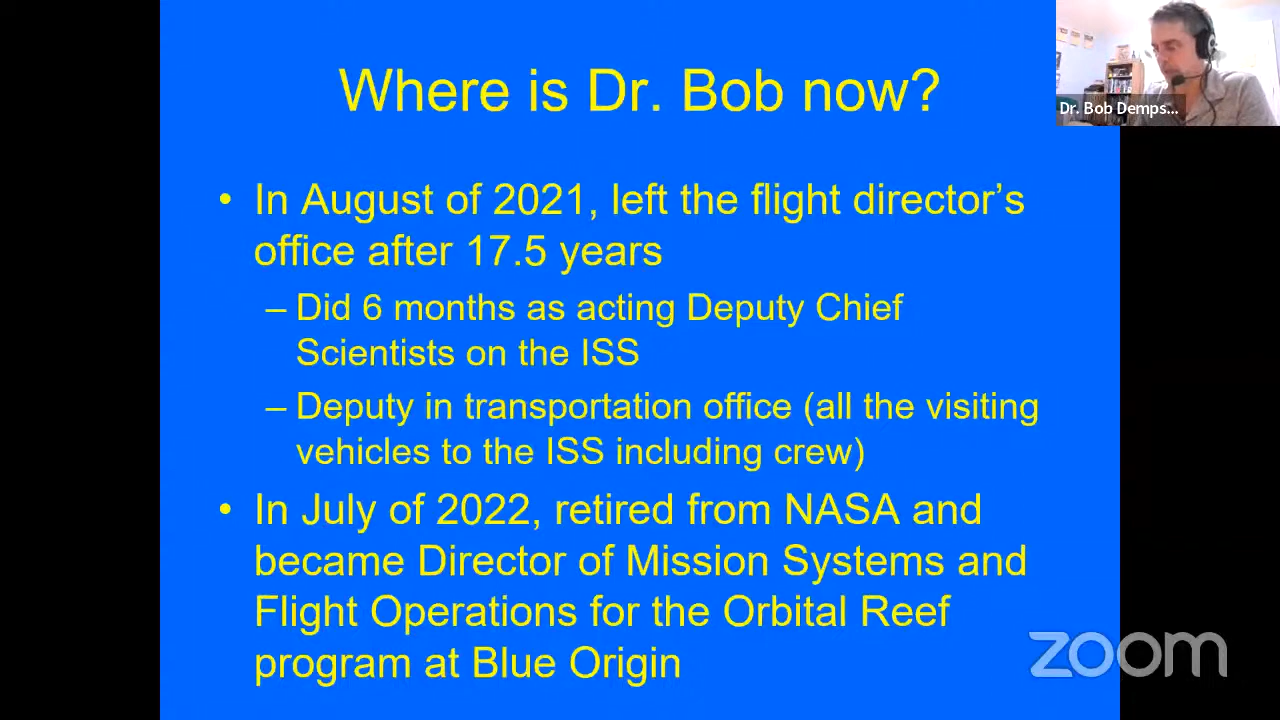 Where is Dr. Bob now?
Dr. Bob Demps...
• In August of 2021, left the flight director’s
office after 17.5 years
– Did 6 months as acting Deputy Chief
Scientists on the ISS
– Deputy in transportation office (all the visiting
vehicles to the ISS including crew)
• In July of 2022, retired from NASA and
became Director of Mission Systems and
Flight Operations for the Orbital Reef
program at Blue Origin
zoom